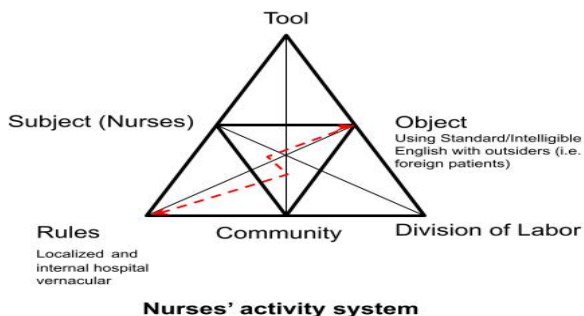 Tool
Subject (Nurses)
Object
Using Standard/Intelligible
English with outsiders (i.e.
foreign patients)
Rules
Localized and
internal hospital
vernacular
Community
Division of Labor
Nurses' activity system